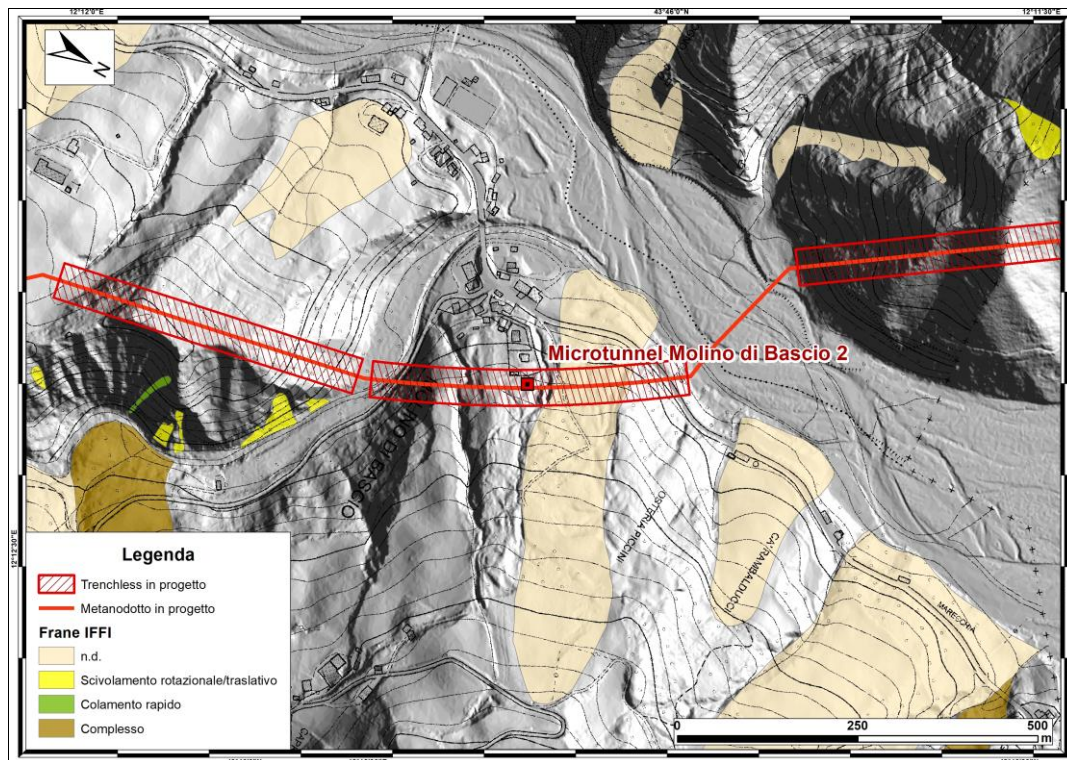 12°12'0"E
43°46'0"N
12°11'30"E
N
Microtunnel Molino di Bascio 2
OSTERIA PICCINI
CA' RAMBALDUCCI
MARECCHIA
12°12'30"E
Legenda
Trenchless in progetto
Metanodotto in progetto
Frane IFFI
n.d.
Scivolamento rotazionale/traslativo
Colamento rapido
Complesso
0 250 500
m